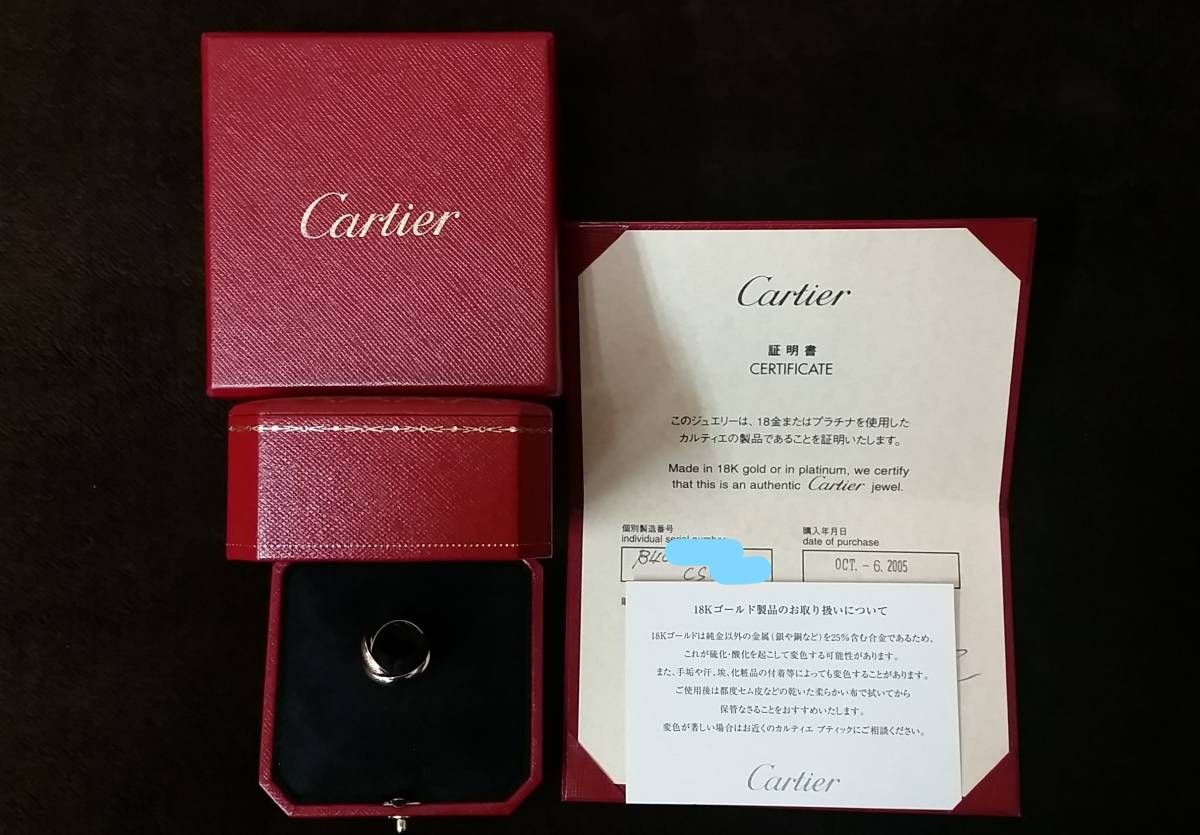 Cartier
Cartier
証明書
CERTIFICATE
このジュエリーは、18金またはプラチナを使用した
カルティエの製品であることを証明いたします。
Made in 18K gold or in platinum, we certify
that this is an authentic Cartier jewel.
個別製造番号
individual serial number
CS
購入年月日
date of purchase
OCT. - 6. 2005
18Kゴールド製品のお取り扱いについて
18Kゴールドは純金以外の金属（銀や銅など）を25%含む合金であるため、
これが硫化・酸化を起こして変色する可能性があります。
また、手垢や汗、埃、化粧品の付着等によっても変色することがあります。
ご使用後は都度セム皮などの乾いた柔らかい布で拭いてから
保管なさることをおすすめいたします。
変色が著しい場合はお近くのカルティエ ブティックにご相談ください。
Cartier